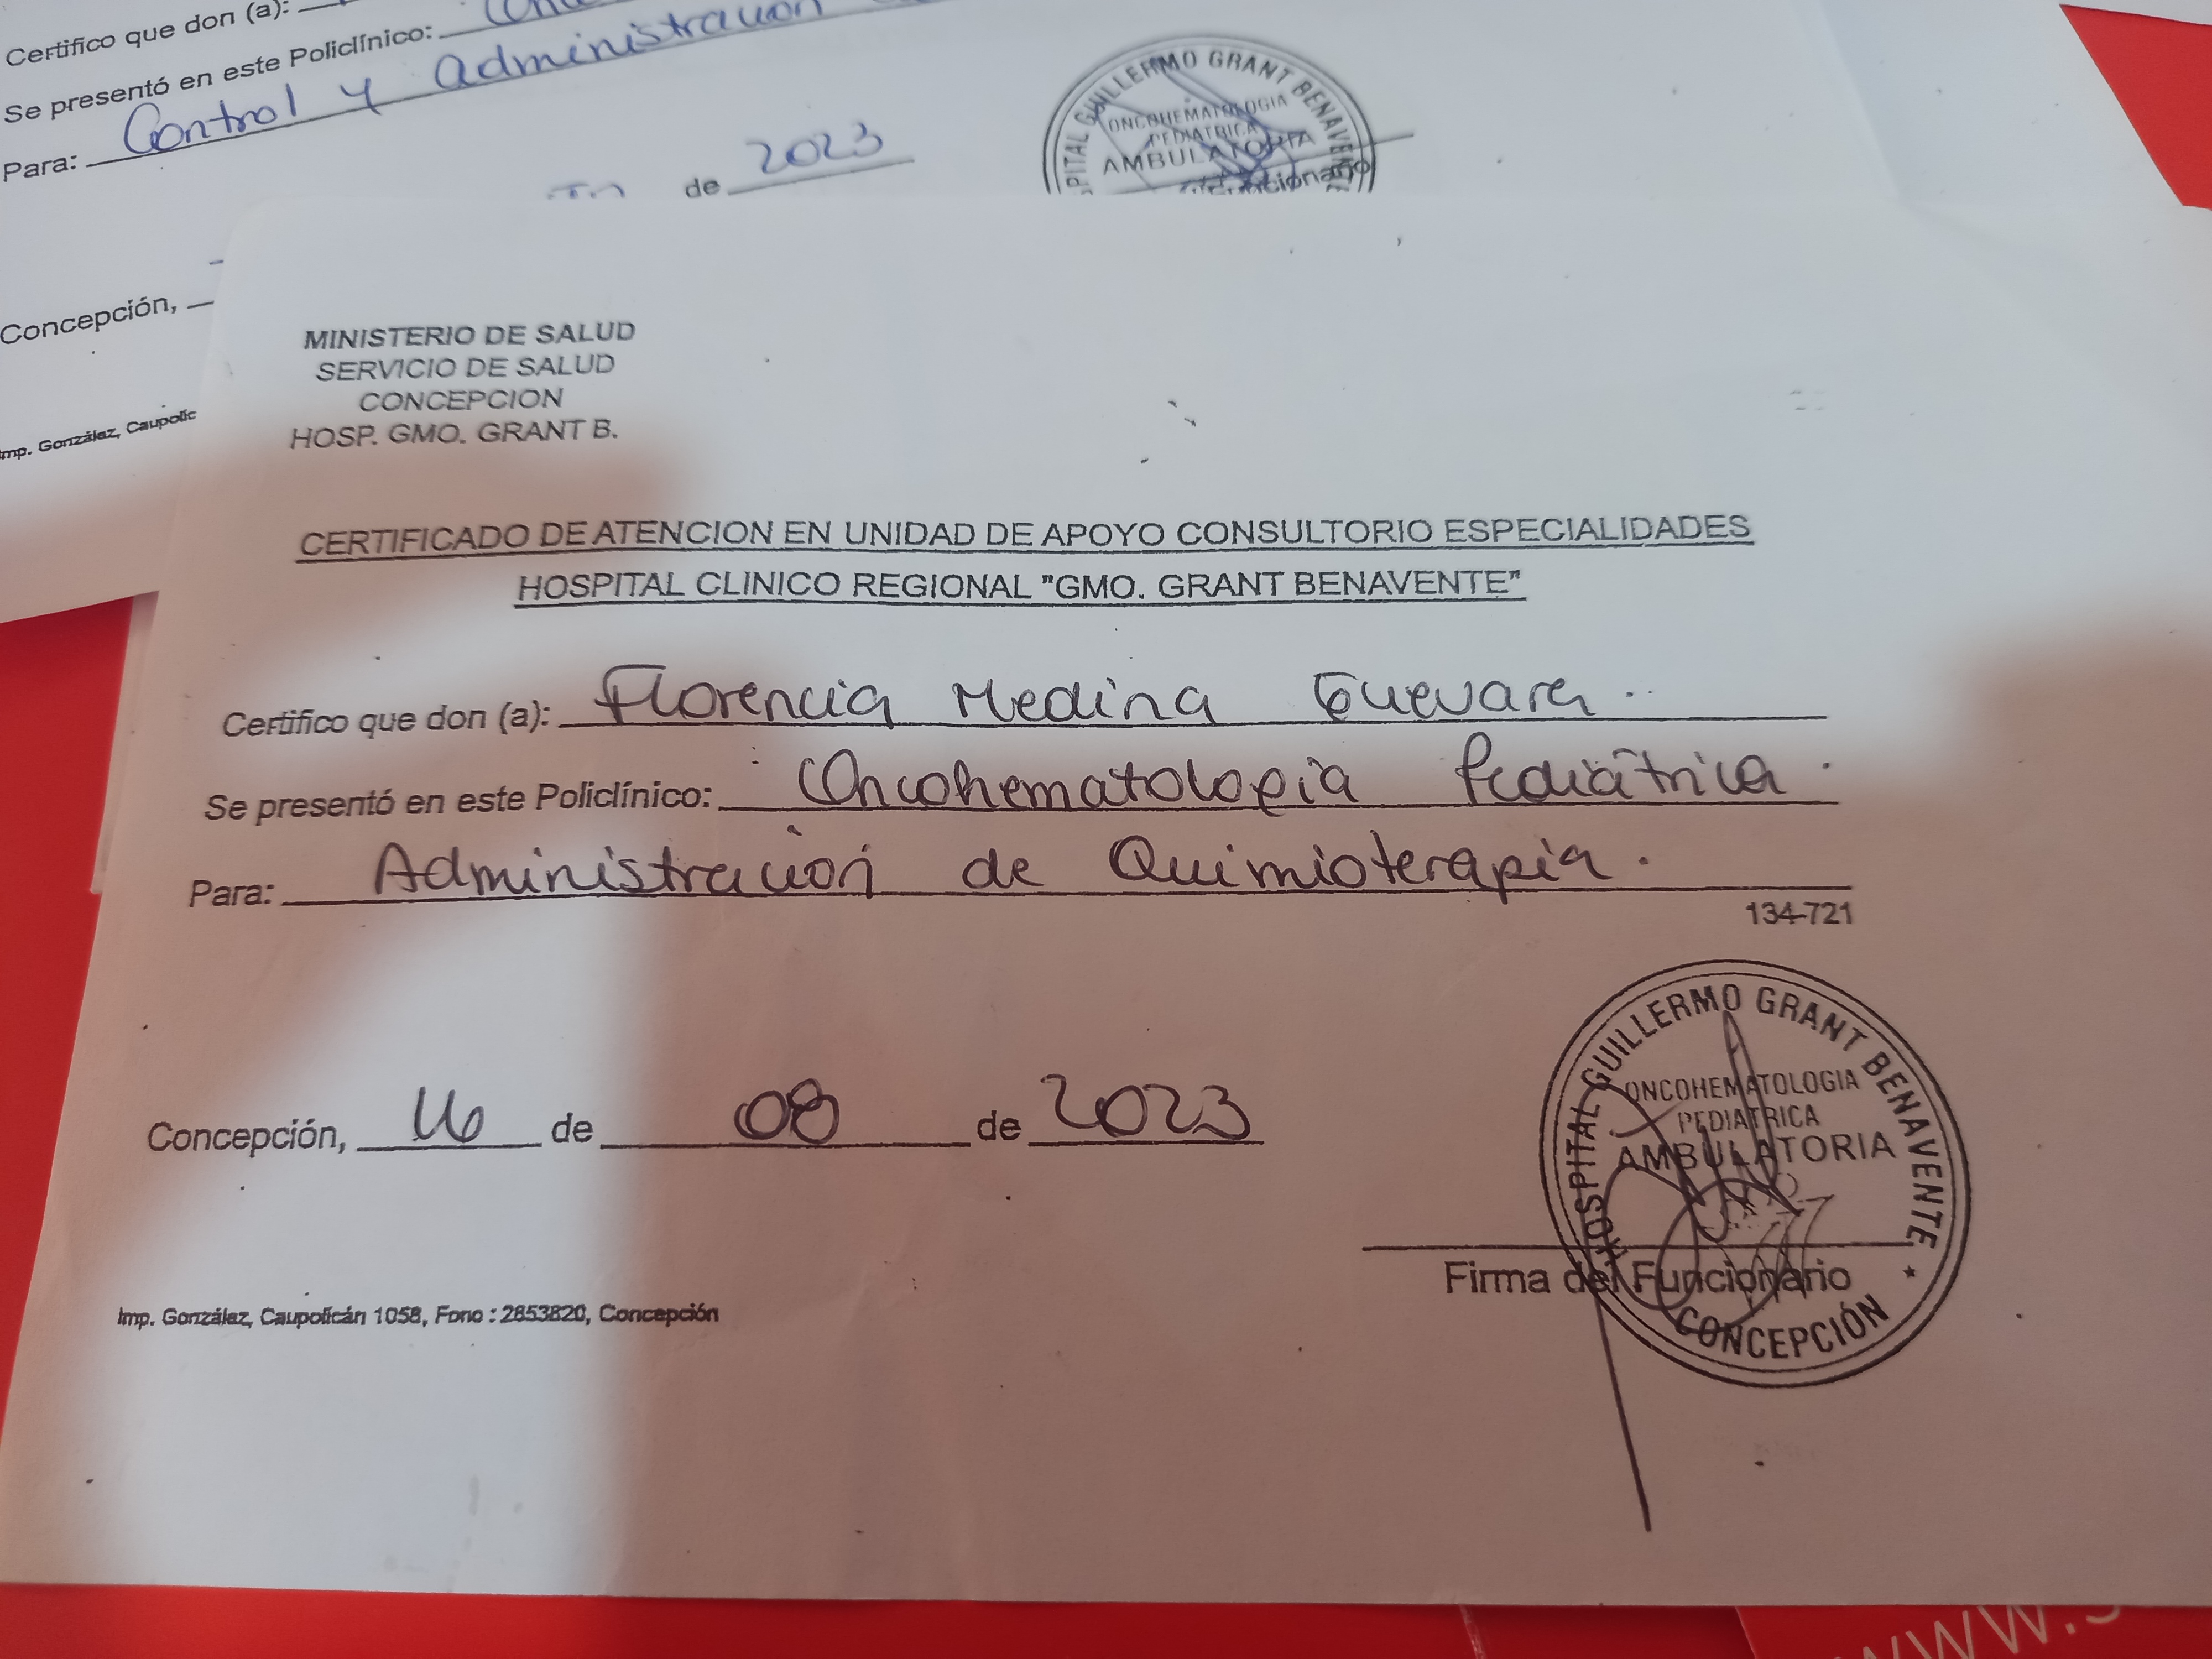 Certifico que don (a):
Se presentó en este Policlínico:
Para: Control y administración
de 2023
HOSPITAL GUILLERMO GRANT BENAVENTE
ONCOHEMATOLOGIA
PEDIATRICA
AMBULATORIA
Funcionario
Concepción,
Imp. González, Caupolic
MINISTERIO DE SALUD
SERVICIO DE SALUD
CONCEPCION
HOSP. GMO. GRANT B.
CERTIFICADO DE ATENCION EN UNIDAD DE APOYO CONSULTORIO ESPECIALIDADES
HOSPITAL CLINICO REGIONAL "GMO. GRANT BENAVENTE"
Certifico que don (a): Florencia Medina Guevara.
Se presentó en este Policlínico: Oncohematologia Pediátrica.
Para: Administración de Quimioterapia.
134-721
Concepción, 16 de 08 de 2023
HOSPITAL GUILLERMO GRANT BENAVENTE
ONCOHEMATOLOGIA
PEDIATRICA
AMBULATORIA
Firma del Funcionario
CONCEPCIÓN
Imp. González, Caupolicán 1058, Fono : 2853820, Concepción
www.s